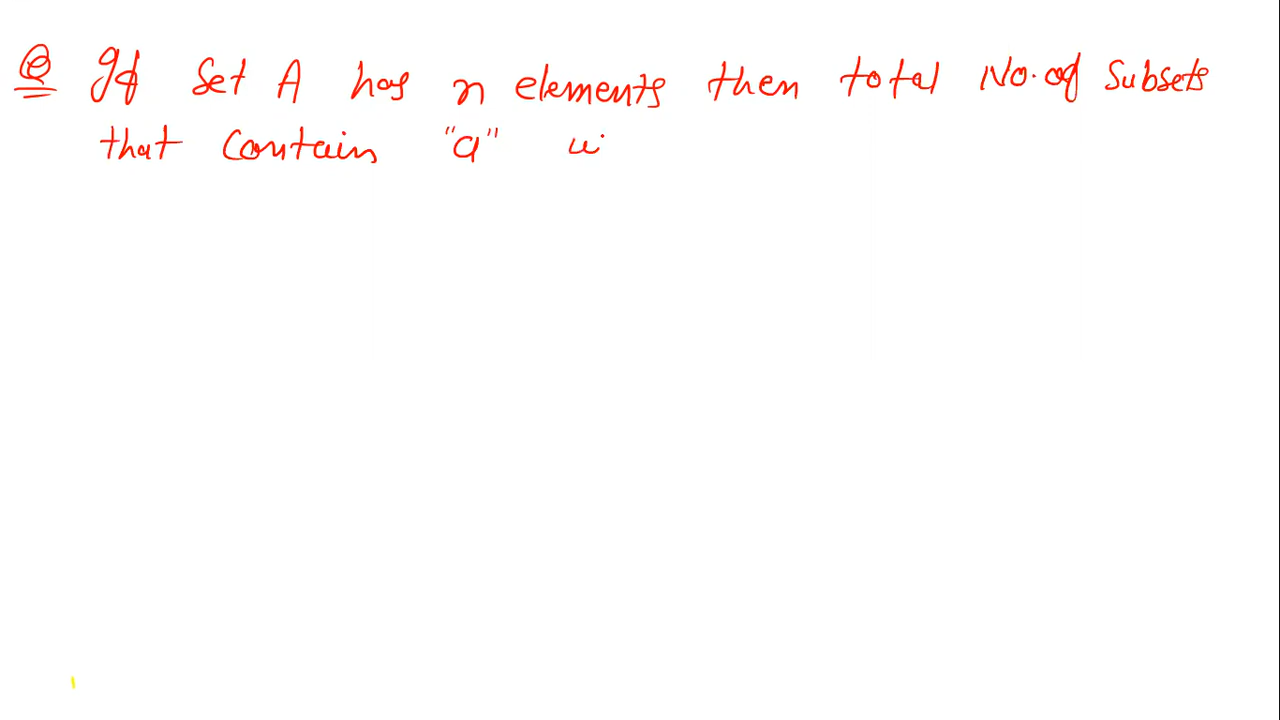 Q If Set A has n elements then total No. of Subsets
that contain "a"